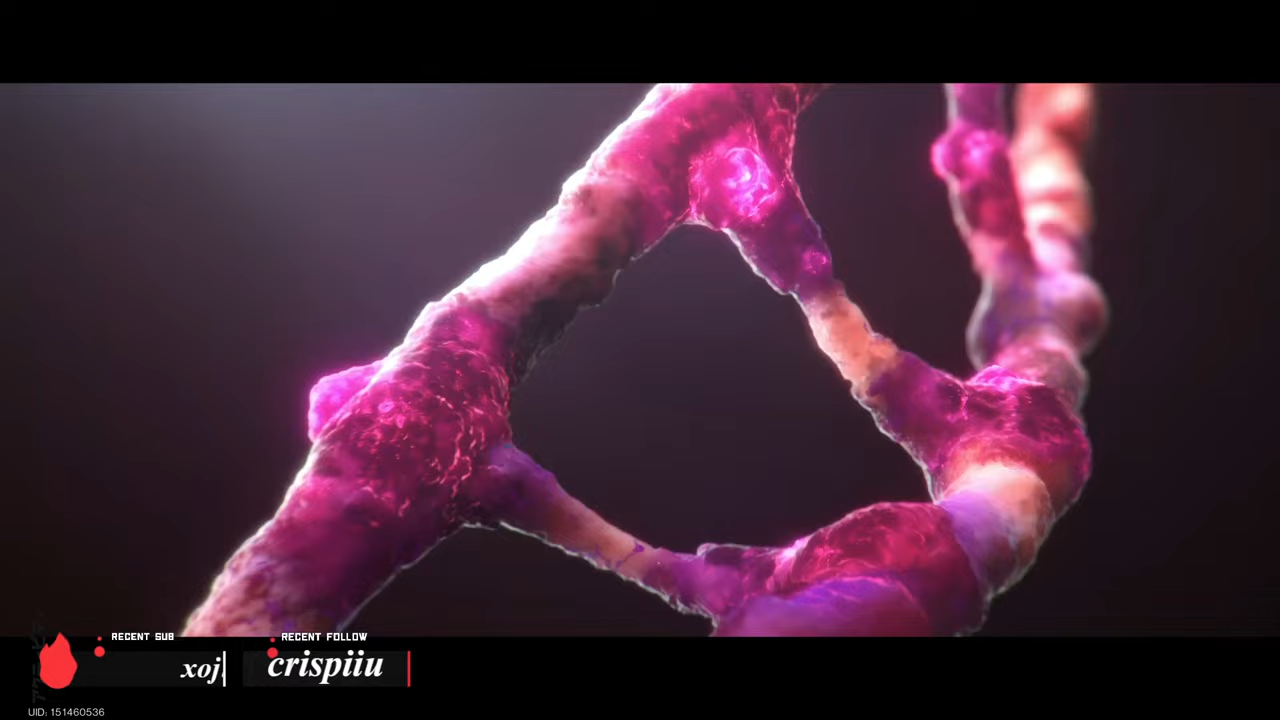 RECENT SUB
RECENT FOLLOW
xoj
crispiiu
UID: 151460536